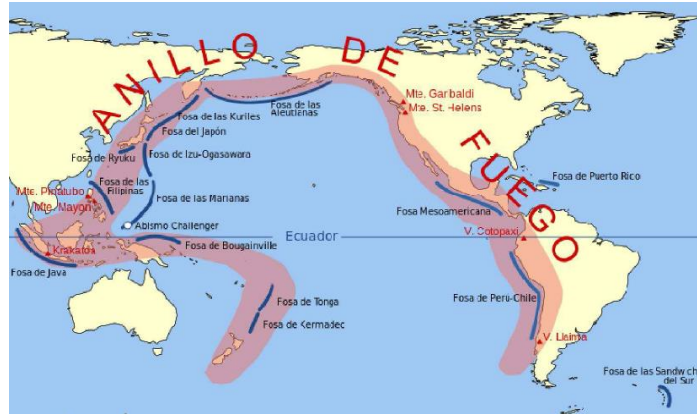 ANILLO DE FUEGO
Mte. Garbaldi
Mte. St. Helens
Fosa de las
Aleutianas
Fosa de las Kuriles
Fosa del Japón
Fosa de Izu-Ogasawara
Fosa de Ryuku
Fosa de las
Filipinas
Mte. Pinatubo
Mte. Mayon
Fosa de las Marianas
Abismo Challenger
Fosa de Bougainville
Krakatoa
Fosa de Java
Ecuador
Fosa de Tonga
Fosa de Kermadec
Fosa de Puerto Rico
Fosa Mesoamericana
V. Cotopaxi
Fosa de Perú-Chile
V. Llaima
Fosa de las Sandwich
del Sur